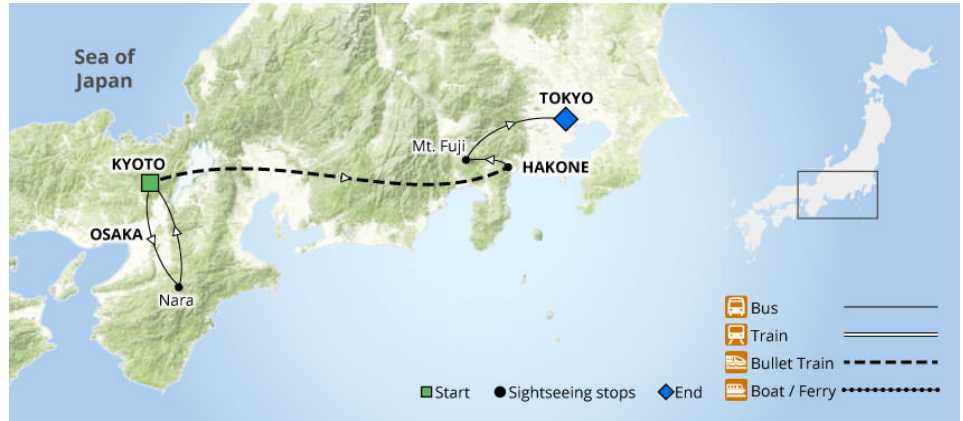 Sea of
Japan
TOKYO
Mt. Fuji
HAKONE
KYOTO
OSAKA
Nara
Bus
Train
Bullet Train
Boat / Ferry
Start
Sightseeing stops
End